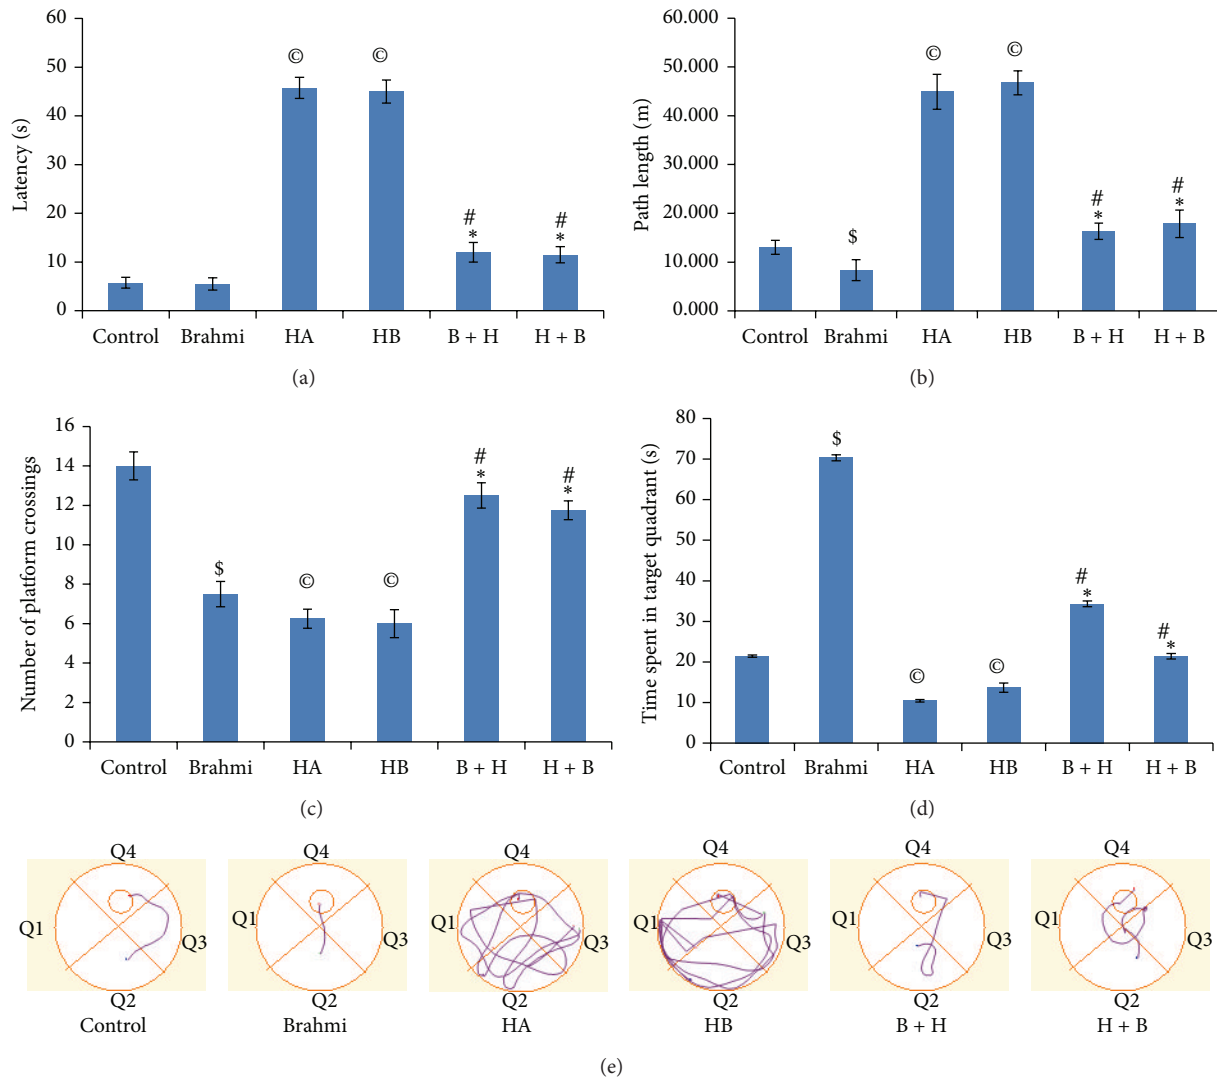 Latency (s)
60
50
40
30
20
10
0
© ©
#
*
#
*
Control Brahmi HA HB B + H H + B
(a)
Path length (m)
60.000
50.000
40.000
30.000
20.000
10.000
0.000
$
© ©
#
*
#
*
Control Brahmi HA HB B + H H + B
(b)
Number of platform crossings
16
14
12
10
8
6
4
2
0
$ © ©
#
*
#
*
Control Brahmi HA HB B + H H + B
(c)
Time spent in target quadrant (s)
80
70
60
50
40
30
20
10
0
$
© ©
#
*
#
*
Control Brahmi HA HB B + H H + B
(d)
Q4 Q4 Q4 Q4 Q4 Q4
Q1 Q3 Q1 Q3 Q1 Q3 Q1 Q3 Q1 Q3 Q1 Q3
Q2 Q2 Q2 Q2 Q2 Q2
Control Brahmi HA HB B + H H + B
(e)